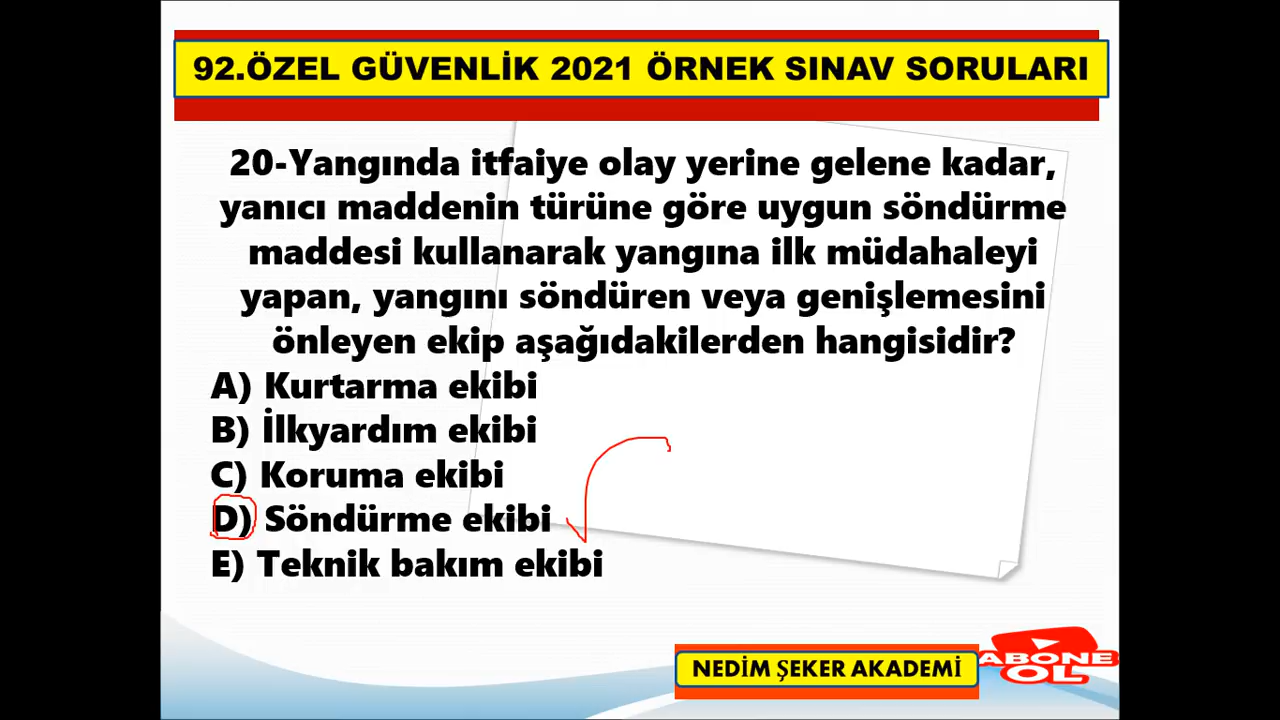 92.ÖZEL GÜVENLİK 2021 ÖRNEK SINAV SORULARI
20-Yangında itfaiye olay yerine gelene kadar,
yanıcı maddenin türüne göre uygun söndürme
maddesi kullanarak yangına ilk müdahaleyi
yapan, yangını söndüren veya genişlemesini
önleyen ekip aşağıdakilerden hangisidir?
A) Kurtarma ekibi
B) İlkyardım ekibi
C) Koruma ekibi
D) Söndürme ekibi
E) Teknik bakım ekibi
NEDİM ŞEKER AKADEMİ
ABONE
OL